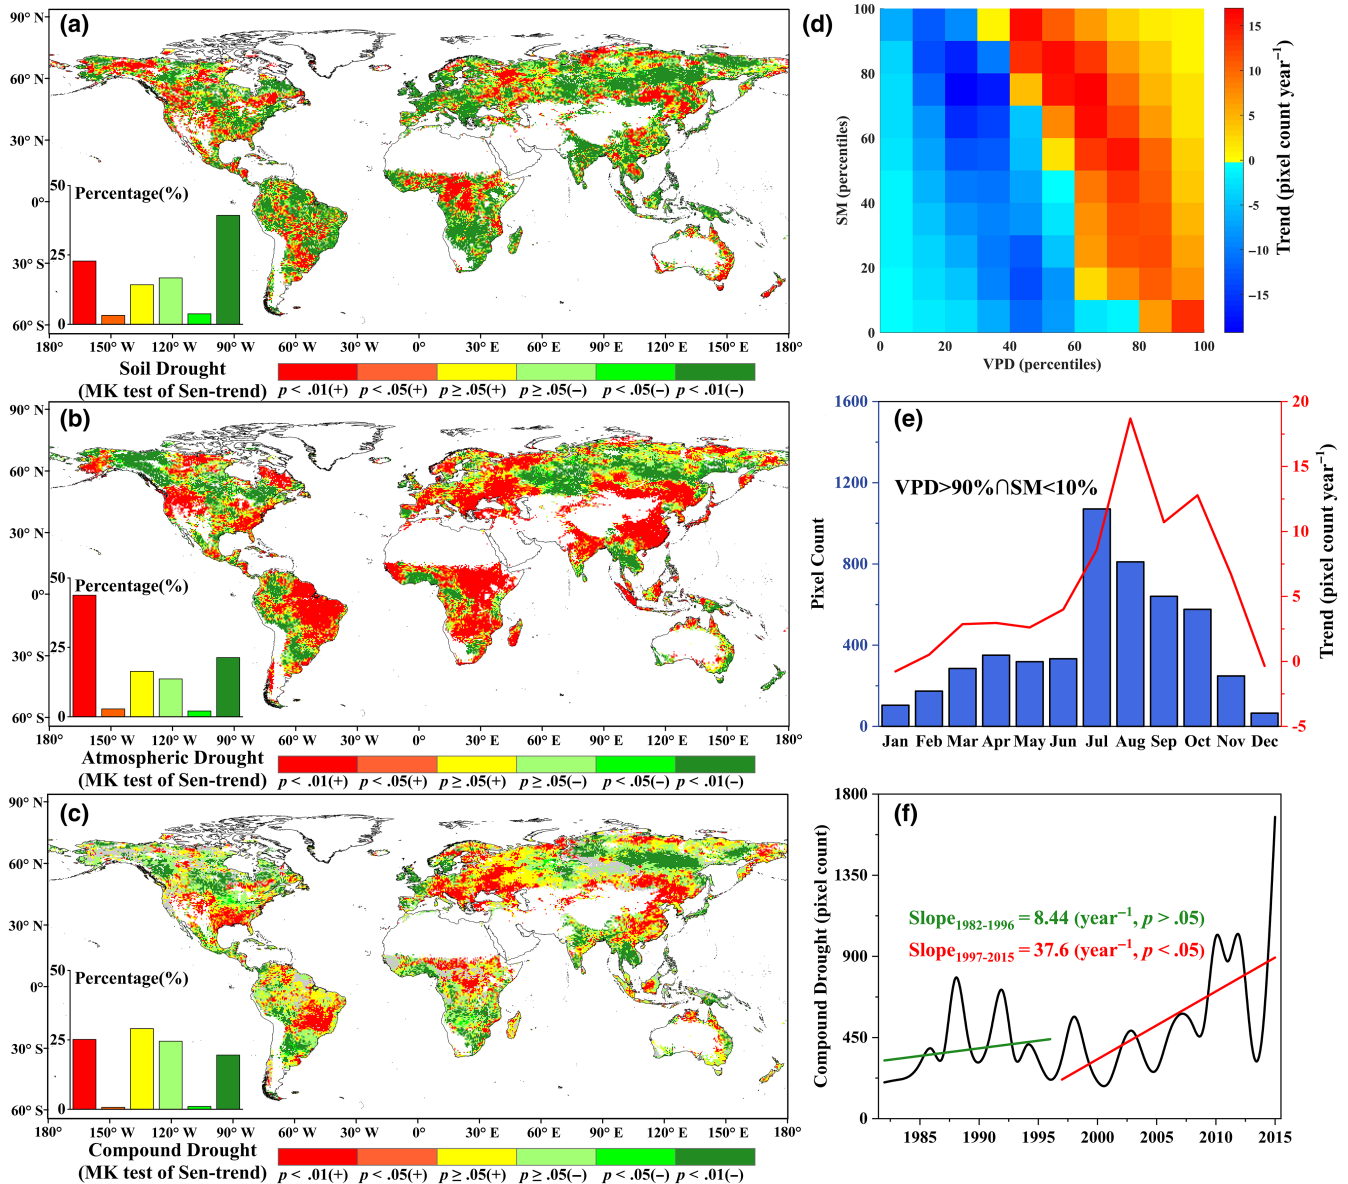 (a)
90° N
60° N
30° N
0°
30° S
60° S
Percentage(%)
50
25
0
180° 150° W 120° W 90° W 60° W 30° W 0° 30° E 60° E 90° E 120° E 150° E 180°
Soil Drought
(MK test of Sen-trend)
p < .01(+) p < .05(+) p ≥ .05(+) p ≥ .05(−) p < .05(−) p < .01(−)
(b)
90° N
60° N
30° N
0°
30° S
60° S
Percentage(%)
50
25
0
180° 150° W 120° W 90° W 60° W 30° W 0° 30° E 60° E 90° E 120° E 150° E 180°
Atmospheric Drought
(MK test of Sen-trend)
p < .01(+) p < .05(+) p ≥ .05(+) p ≥ .05(−) p < .05(−) p < .01(−)
(c)
90° N
60° N
30° N
0°
30° S
60° S
Percentage(%)
50
25
0
180° 150° W 120° W 90° W 60° W 30° W 0° 30° E 60° E 90° E 120° E 150° E 180°
Compound Drought
(MK test of Sen-trend)
p < .01(+) p < .05(+) p ≥ .05(+) p ≥ .05(−) p < .05(−) p < .01(−)
(d)
100
80
60
40
20
0
SM (percentiles)
0 20 40 60 80 100
VPD (percentiles)
15
10
5
0
−5
−10
−15
Trend (pixel count year⁻¹)
(e)
1600
1200
800
400
0
Pixel Count
VPD>90%∩SM<10%
20
15
10
5
0
-5
Trend (pixel count year⁻¹)
Jan Feb Mar Apr May Jun Jul Aug Sep Oct Nov Dec
(f)
1800
1350
900
450
0
Compound Drought (pixel count)
Slope1982-1996 = 8.44 (year⁻¹, p > .05)
Slope1997-2015 = 37.6 (year⁻¹, p < .05)
1985 1990 1995 2000 2005 2010 2015